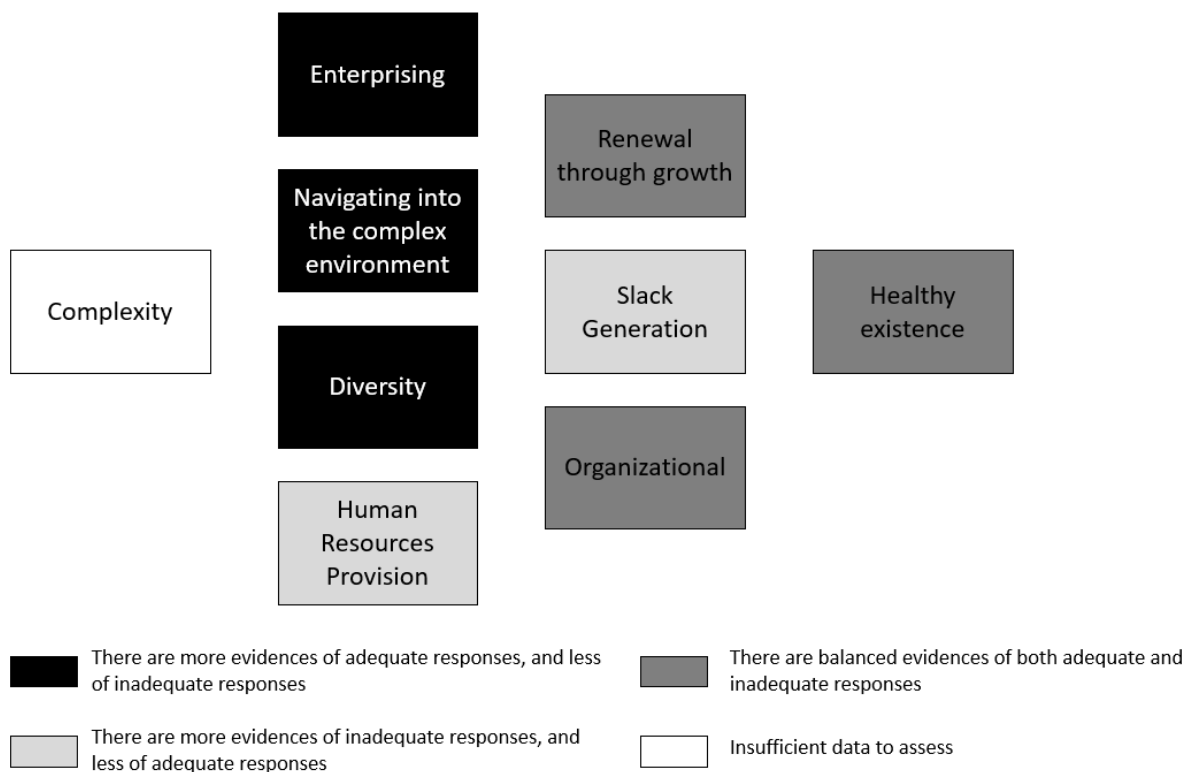 Enterprising
Renewal
through growth
Navigating into
the complex
environment
Complexity
Slack
Generation
Healthy
existence
Diversity
Organizational
Human
Resources
Provision
There are more evidences of adequate responses, and less
of inadequate responses
There are balanced evidences of both adequate and
inadequate responses
There are more evidences of inadequate responses, and
less of adequate responses
Insufficient data to assess